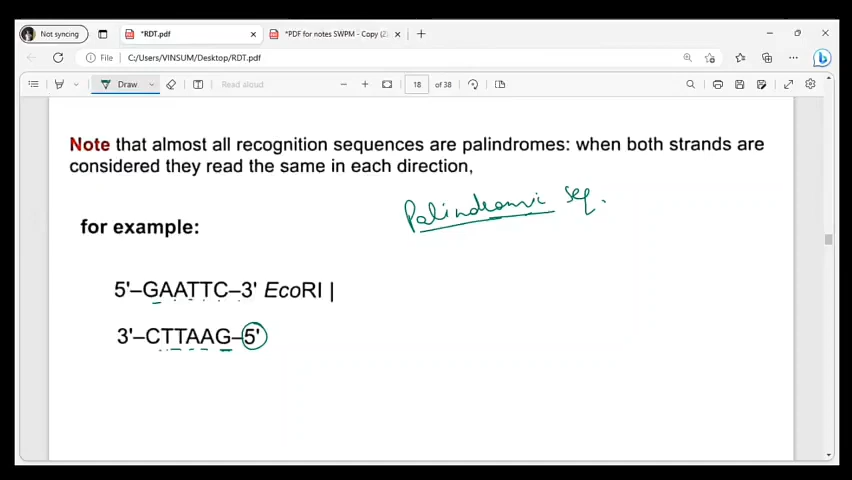 Not syncing
*RDT.pdf
*PDF for notes SWPM - Copy (2
File C:/Users/VINSUM/Desktop/RDT.pdf
Draw Read aloud 18 of 38
Note that almost all recognition sequences are palindromes: when both strands are
considered they read the same in each direction,
Palindromic seq.
for example:
5'–GAATTC–3' EcoRI |
3'–CTTAAG–5'